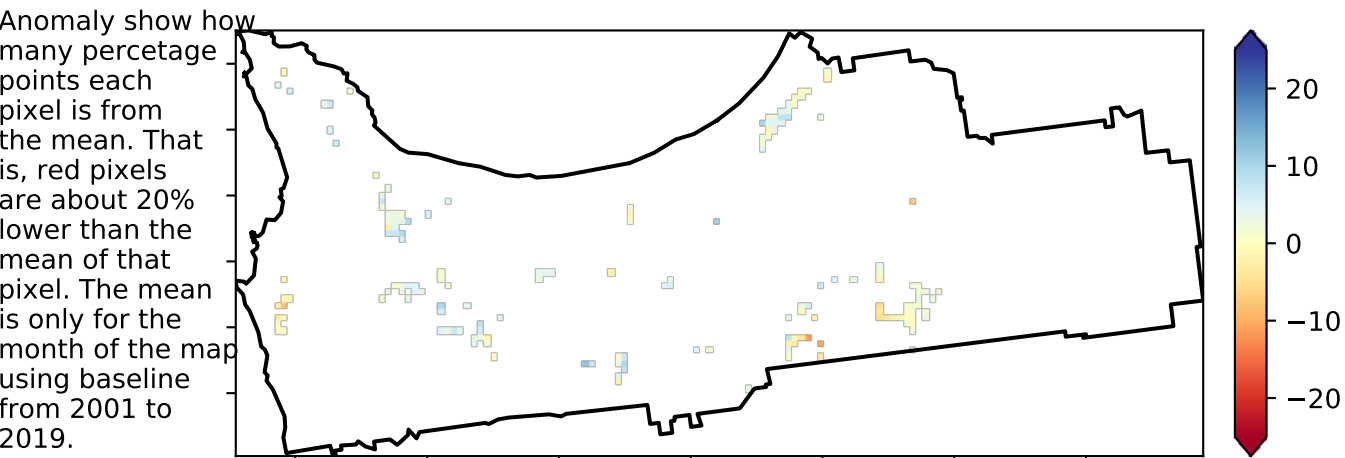 Anomaly show how
many percetage
points each
pixel is from
the mean. That
is, red pixels
are about 20%
lower than the
mean of that
pixel. The mean
is only for the
month of the map
using baseline
from 2001 to
2019.
20
10
0
−10
−20